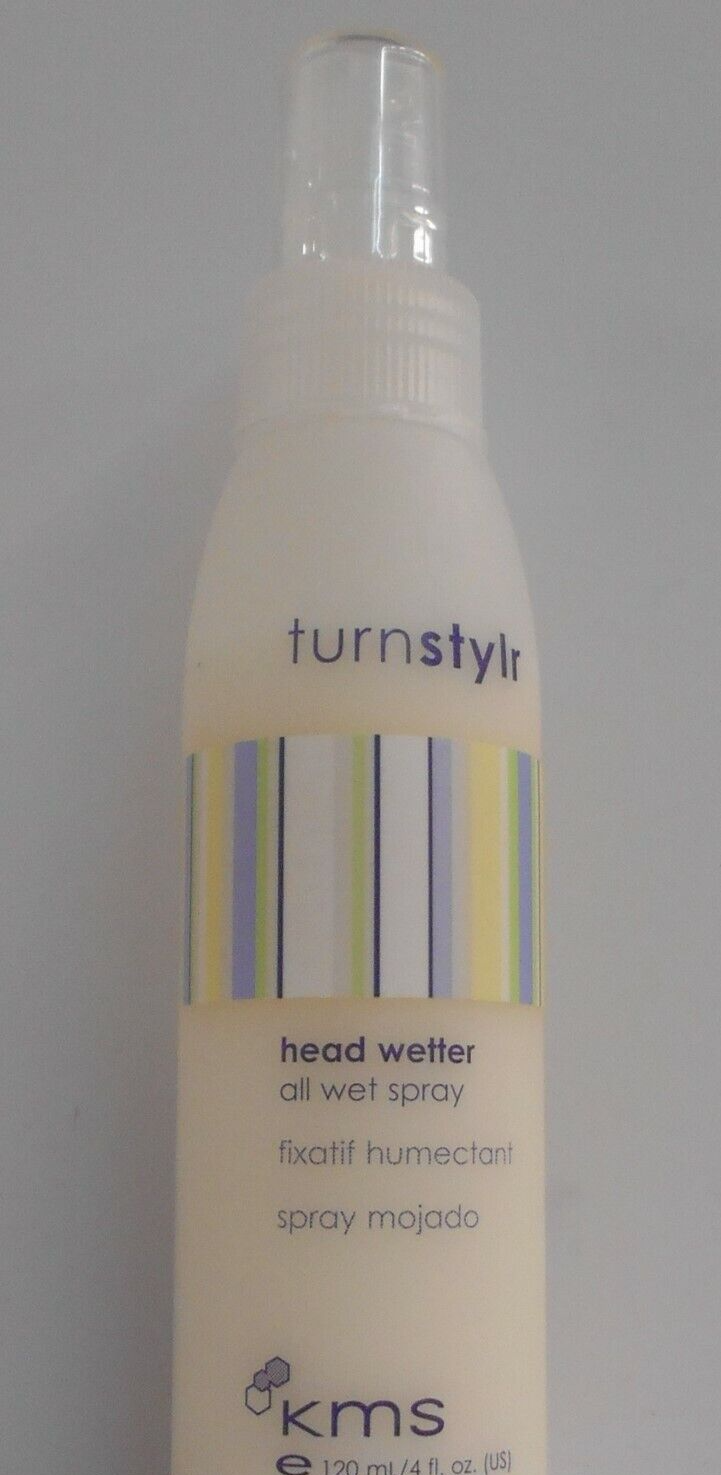 turnstylr
head wetter
all wet spray
fixatif humectant
spray mojado
kms
e 120 mL/4 fl. oz. (US)